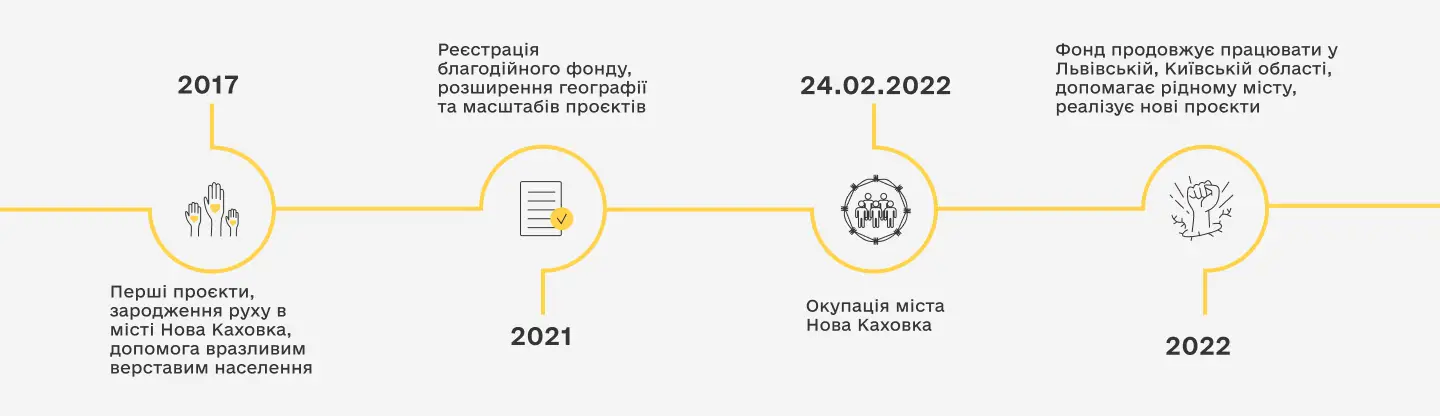 2017
Перші проєкти,
зародження руху в
місті Нова Каховка,
допомога вразливим
верставим населення
Реєстрація
благодійного фонду,
розширення географії
та масштабів проєктів
2021
24.02.2022
Окупація міста
Нова Каховка
Фонд продовжує працювати у
Львівській, Київській області,
допомагає рідному місту,
реалізує нові проєкти
2022